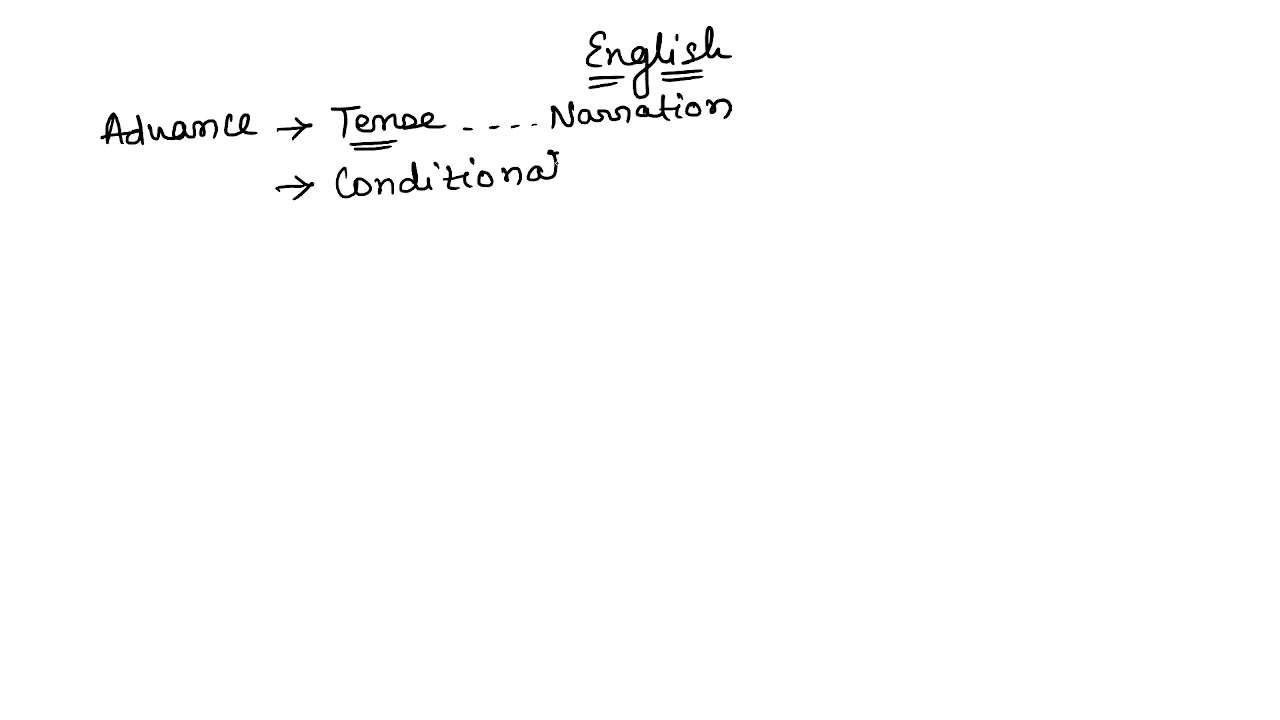 English
Advance → Tense .... Narration
→ Conditional